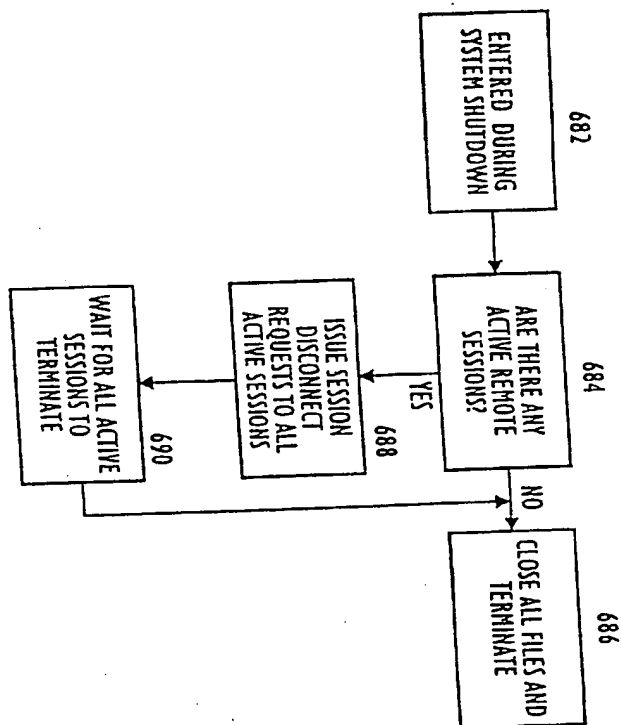 682
ENTERED DURING
SYSTEM SHUTDOWN
684
ARE THERE ANY
ACTIVE REMOTE
SESSIONS?
YES
NO
688
ISSUE SESSION
DISCONNECT
REQUESTS TO ALL
ACTIVE SESSIONS
690
WAIT FOR ALL ACTIVE
SESSIONS TO
TERMINATE
686
CLOSE ALL FILES AND
TERMINATE